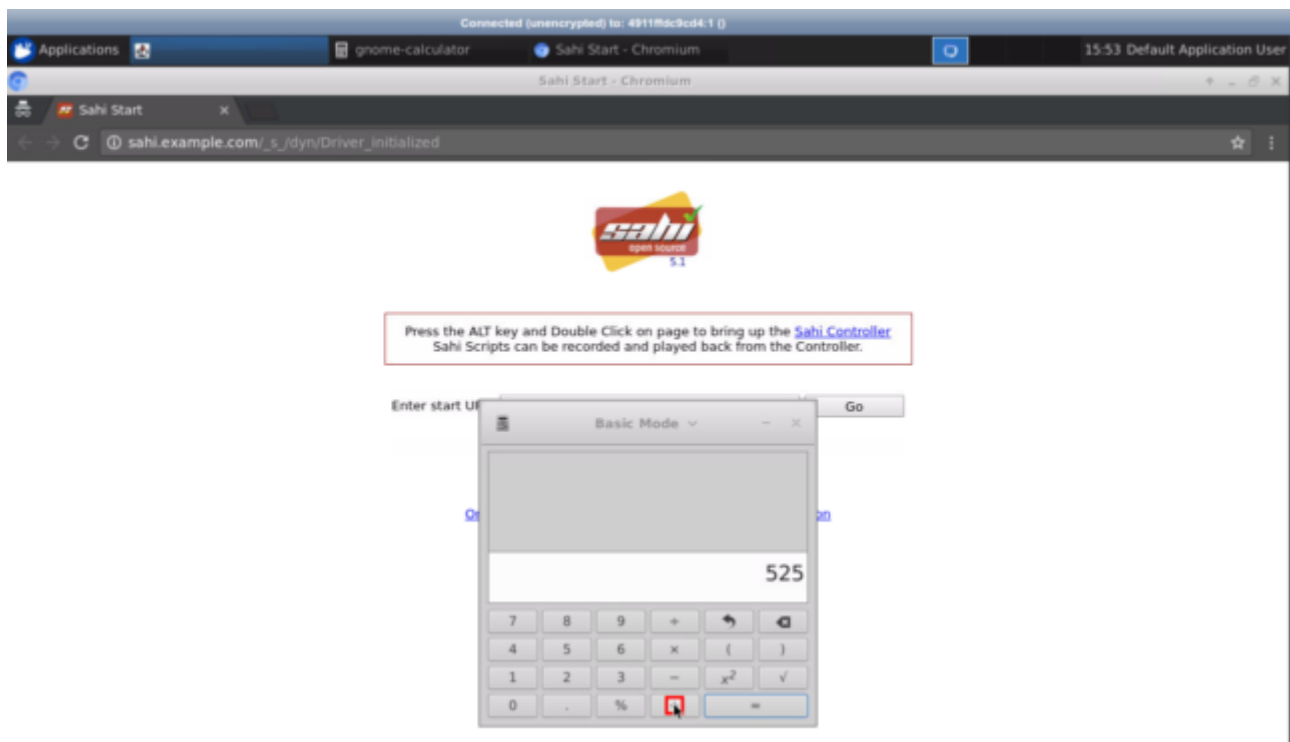 Connected (unencrypted) to: 4911ffdc9cd4:1 ()
Applications gnome-calculator Sahi Start - Chromium 15:53 Default Application User
Sahi Start - Chromium
Sahi Start
sahi.example.com/_s_/dyn/Driver_initialized
sahi
open source
5.1
Press the ALT key and Double Click on page to bring up the Sahi Controller
Sahi Scripts can be recorded and played back from the Controller.
Enter start UR Go
Basic Mode
On on
525
7 8 9 ÷
4 5 6 × ( )
1 2 3 − x² √
0 . % =